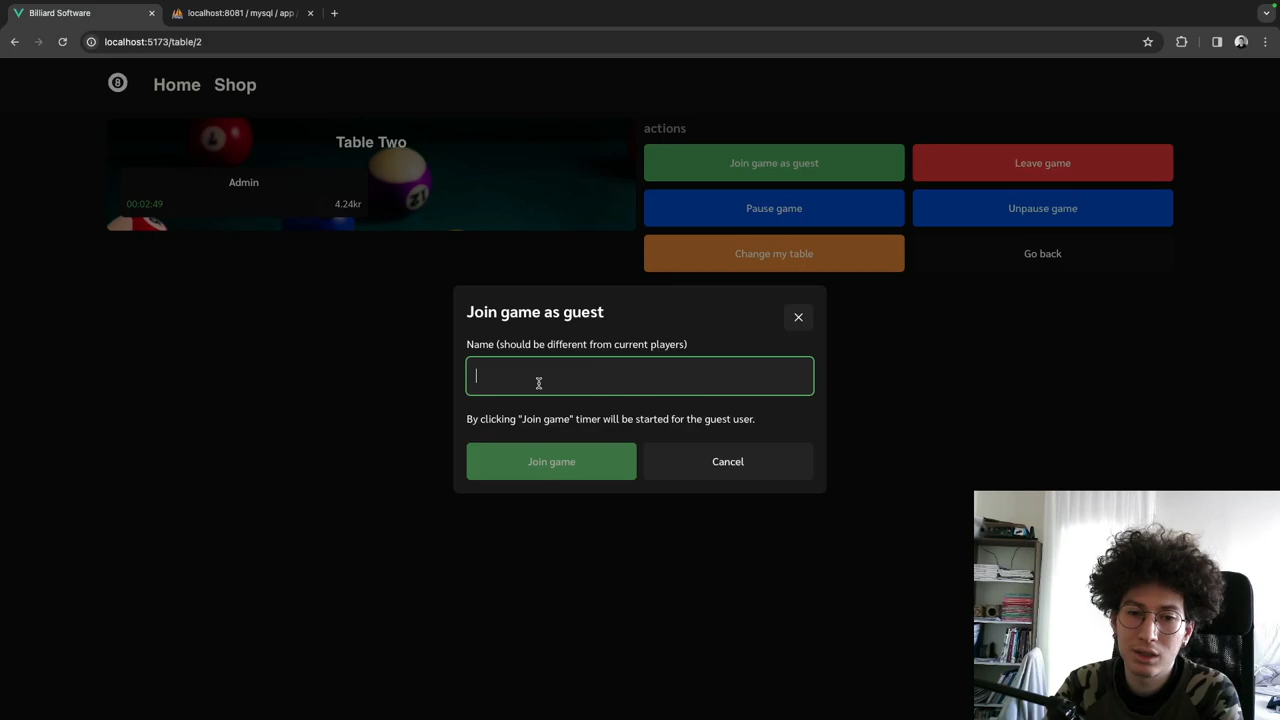 Billiard Software
localhost:8081 / mysql / app /
localhost:5173/table/2
8
Home Shop
Table Two
Admin
00:02:49 4.24kr
actions
Join game as guest Leave game
Pause game Unpause game
Change my table Go back
Join game as guest
Name (should be different from current players)
By clicking "Join game" timer will be started for the guest user.
Join game Cancel